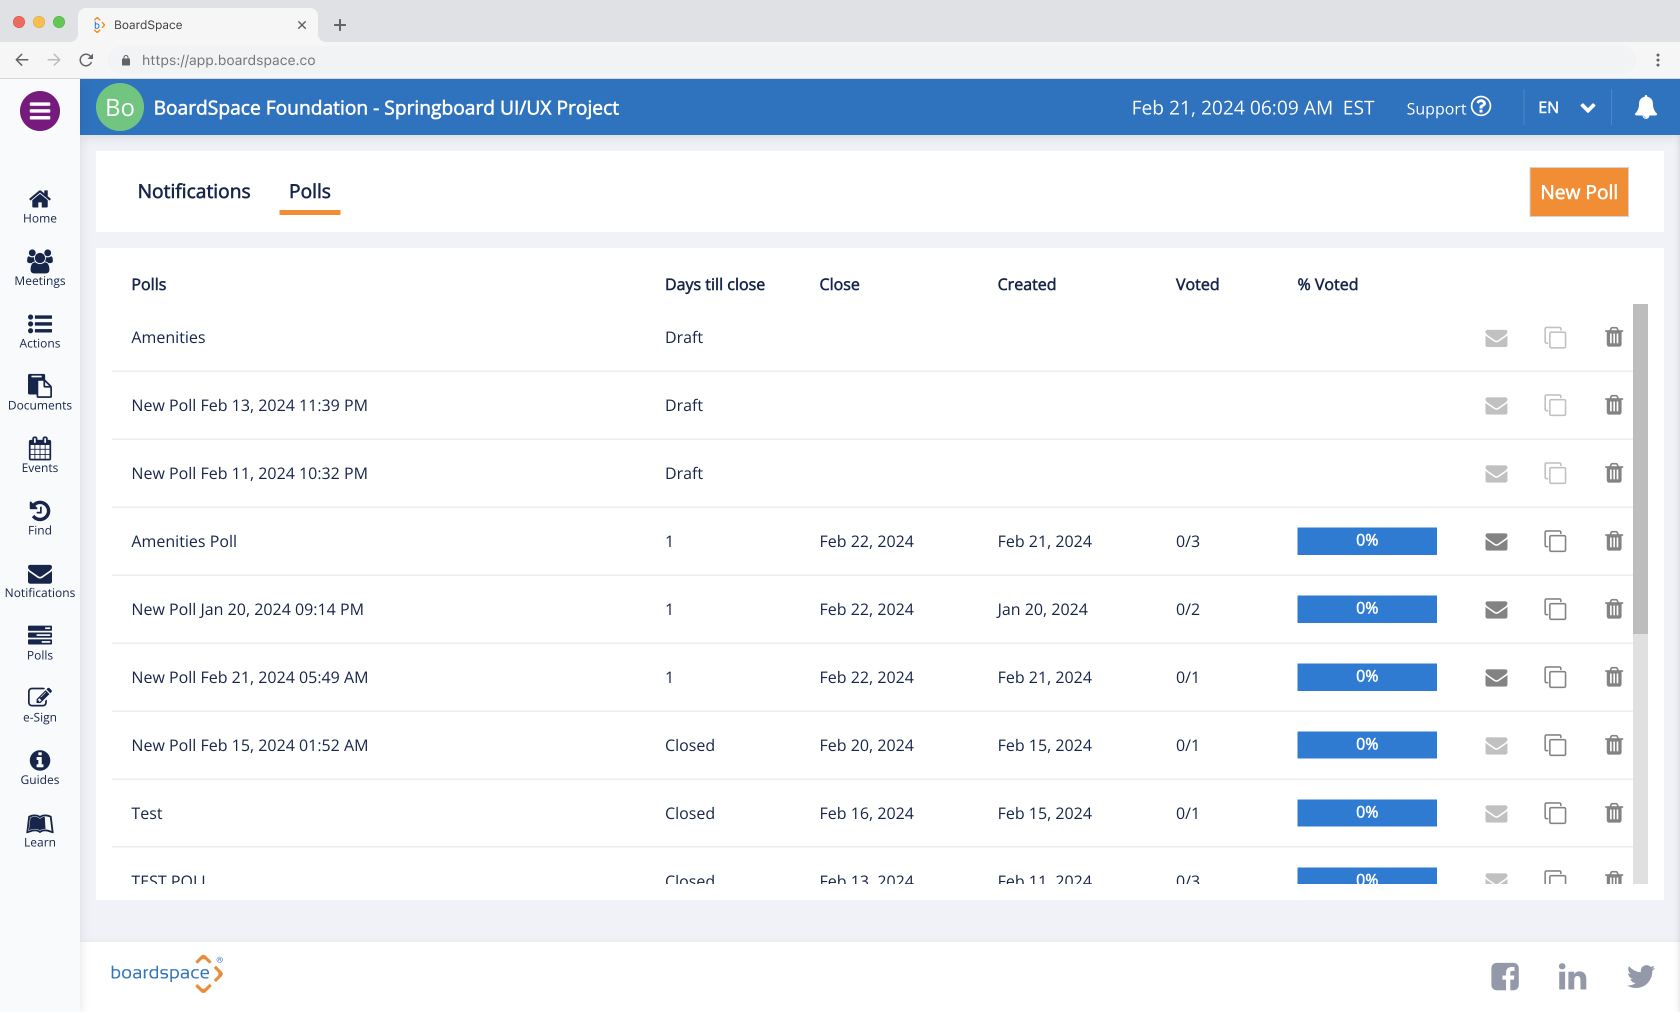 BoardSpace
https://app.boardspace.co
Bo BoardSpace Foundation - Springboard UI/UX Project Feb 21, 2024 06:09 AM EST Support EN
Notifications Polls New Poll
Home
Meetings
Actions
Documents
Events
Find
Notifications
Polls
e-Sign
Guides
Learn
Polls Days till close Close Created Voted % Voted
Amenities Draft
New Poll Feb 13, 2024 11:39 PM Draft
New Poll Feb 11, 2024 10:32 PM Draft
Amenities Poll 1 Feb 22, 2024 Feb 21, 2024 0/3 0%
New Poll Jan 20, 2024 09:14 PM 1 Feb 22, 2024 Jan 20, 2024 0/2 0%
New Poll Feb 21, 2024 05:49 AM 1 Feb 22, 2024 Feb 21, 2024 0/1 0%
New Poll Feb 15, 2024 01:52 AM Closed Feb 20, 2024 Feb 15, 2024 0/1 0%
Test Closed Feb 16, 2024 Feb 15, 2024 0/1 0%
TEST POLL Closed Feb 13, 2024 Feb 11, 2024 0/3 0%
boardspace®